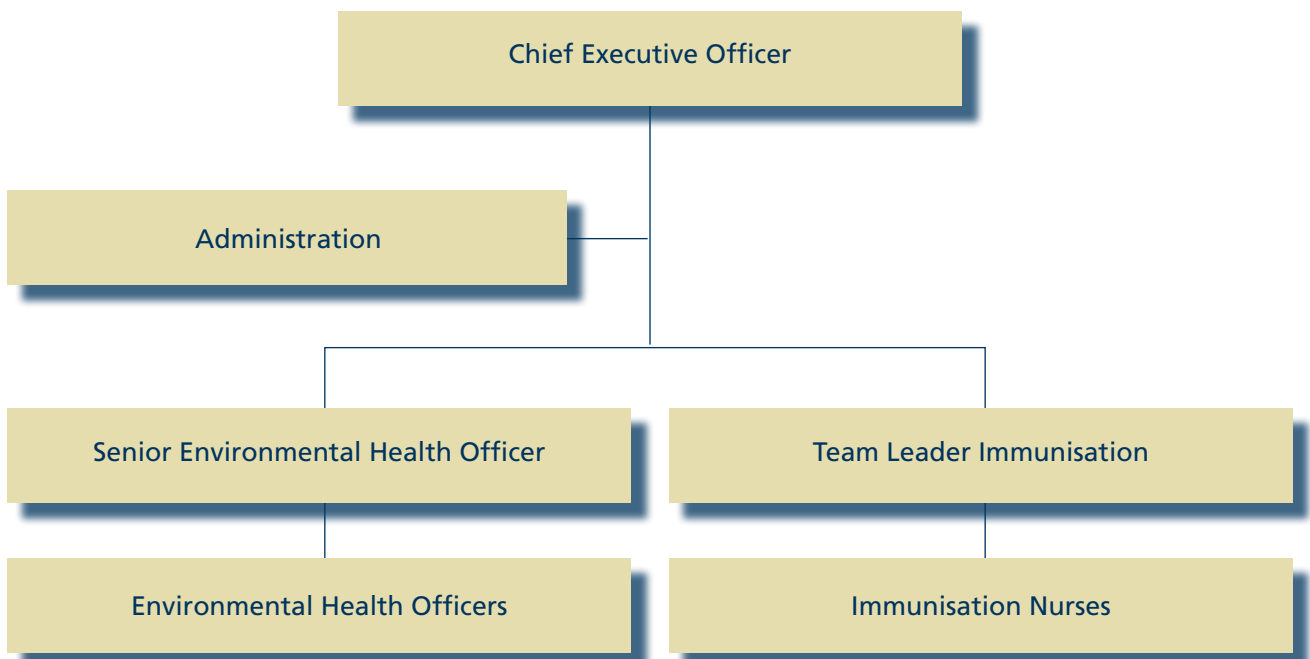 Chief Executive Officer
Administration
Senior Environmental Health Officer
Team Leader Immunisation
Environmental Health Officers
Immunisation Nurses